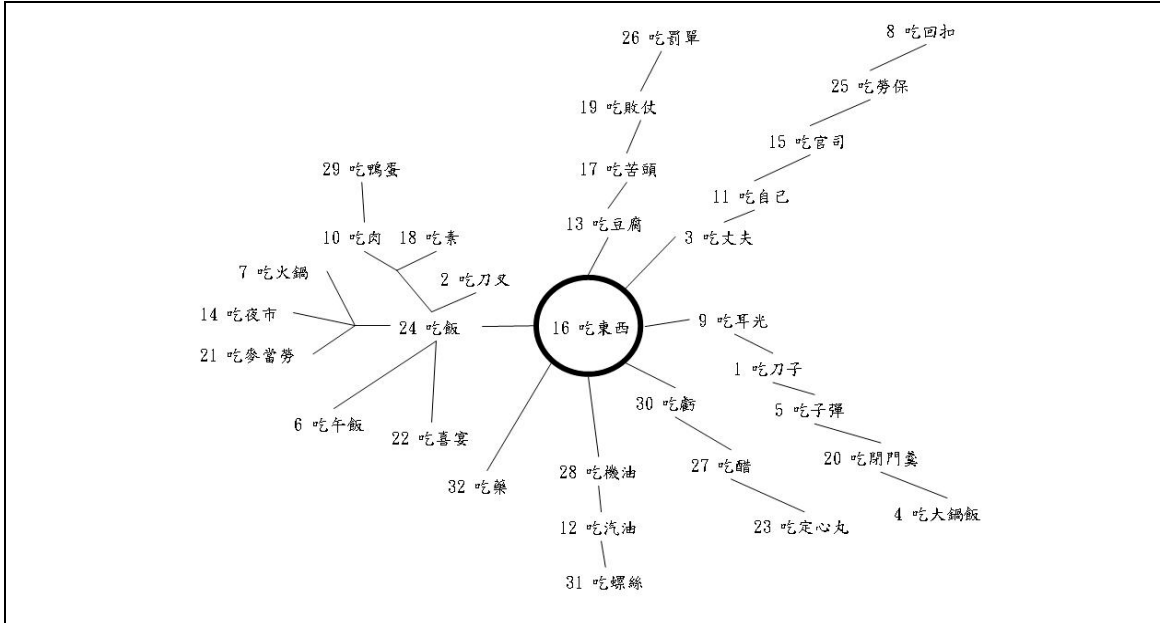 26 吃罰單
8 吃回扣
25 吃勞保
19 吃敗仗
15 吃官司
29 吃鴨蛋
17 吃苦頭
11 吃自己
13 吃豆腐
10 吃肉
18 吃素
3 吃丈夫
7 吃火鍋
2 吃刀叉
14 吃夜市
24 吃飯
16 吃東西
9 吃耳光
21 吃麥當勞
1 吃刀子
30 吃虧
5 吃子彈
6 吃午飯
22 吃喜宴
20 吃閉門羹
27 吃醋
28 吃機油
32 吃藥
4 吃大鍋飯
12 吃汽油
23 吃定心丸
31 吃螺絲